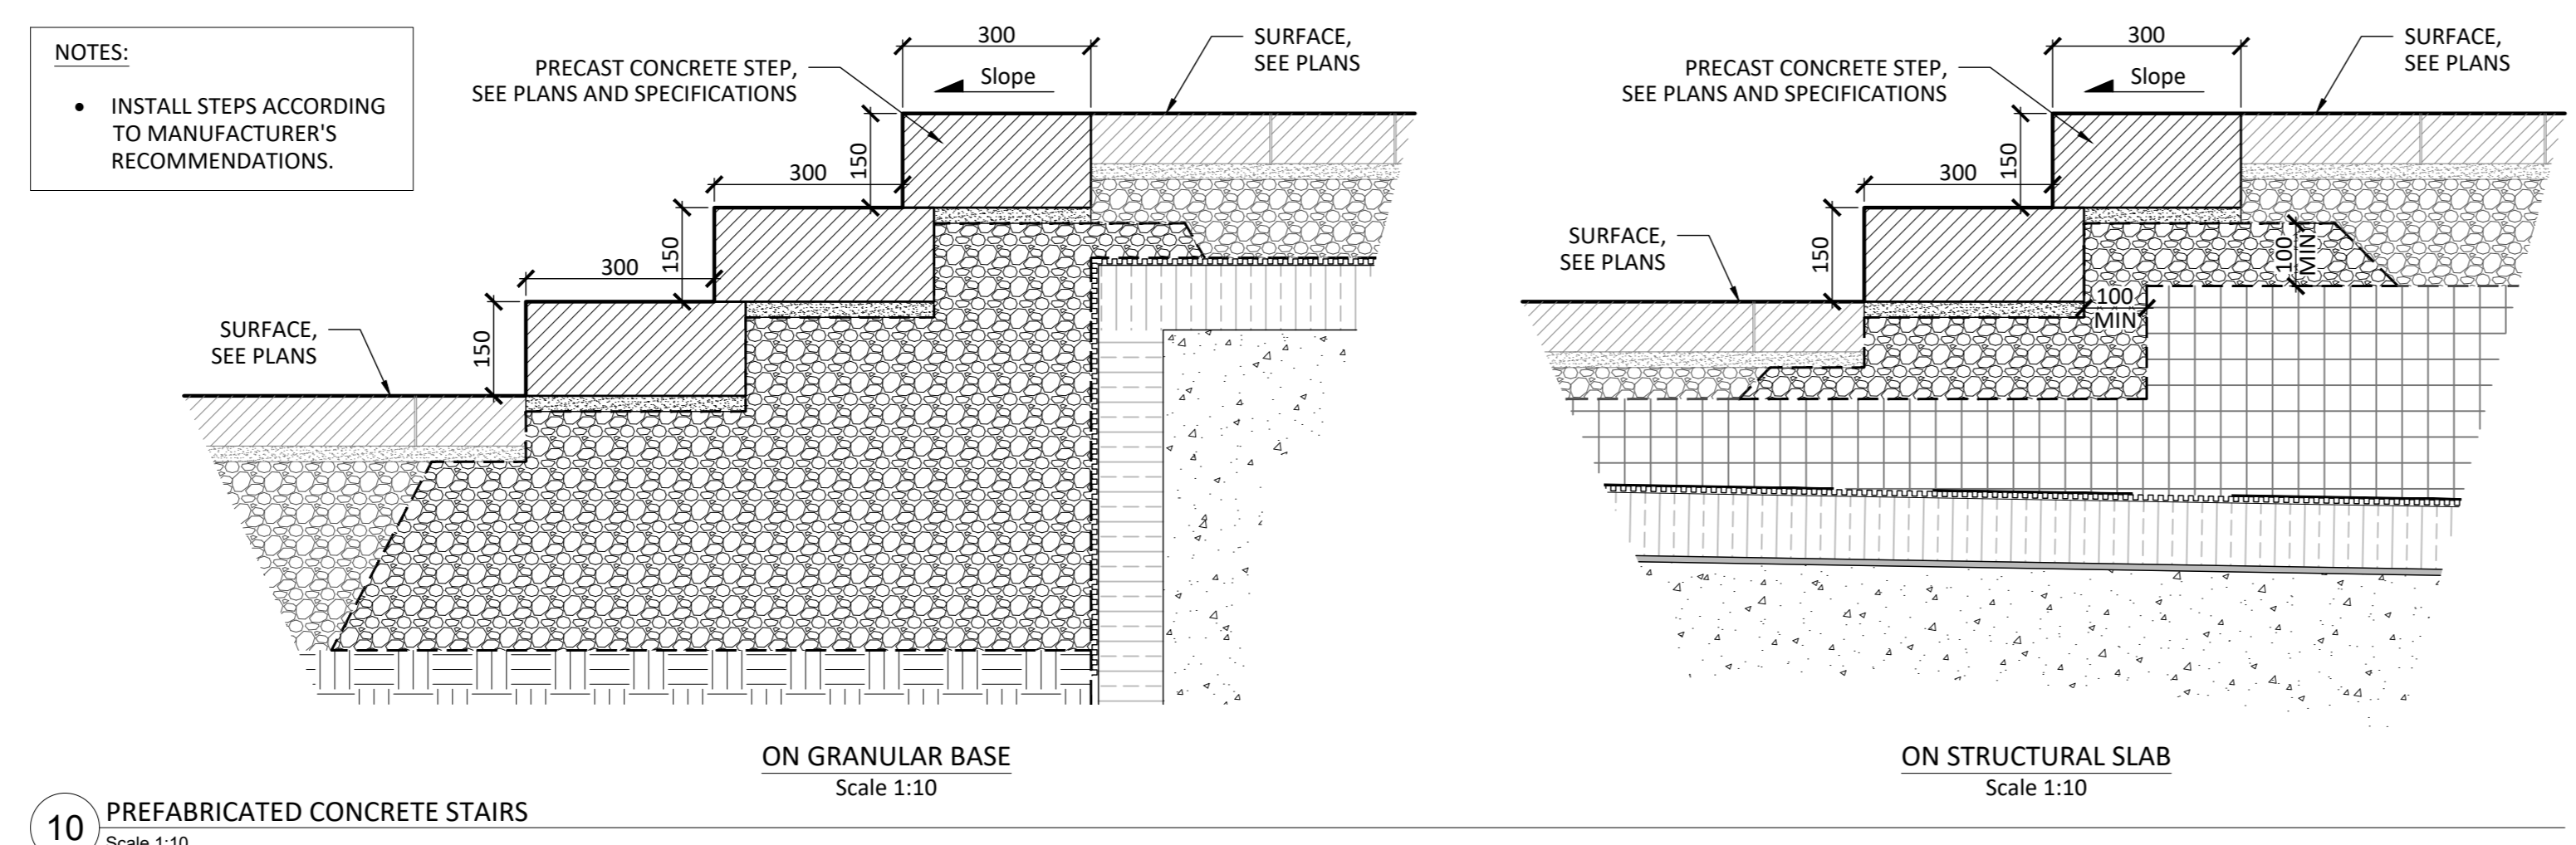 NOTES:
• INSTALL STEPS ACCORDING
TO MANUFACTURER'S
RECOMMENDATIONS.
PRECAST CONCRETE STEP,
SEE PLANS AND SPECIFICATIONS
300
Slope
SURFACE,
SEE PLANS
150
300
150
300
150
SURFACE,
SEE PLANS
ON GRANULAR BASE
Scale 1:10
PRECAST CONCRETE STEP,
SEE PLANS AND SPECIFICATIONS
300
Slope
SURFACE,
SEE PLANS
150
300
150
SURFACE,
SEE PLANS
100
MIN
100
MIN
ON STRUCTURAL SLAB
Scale 1:10
10
PREFABRICATED CONCRETE STAIRS
Scale 1:10